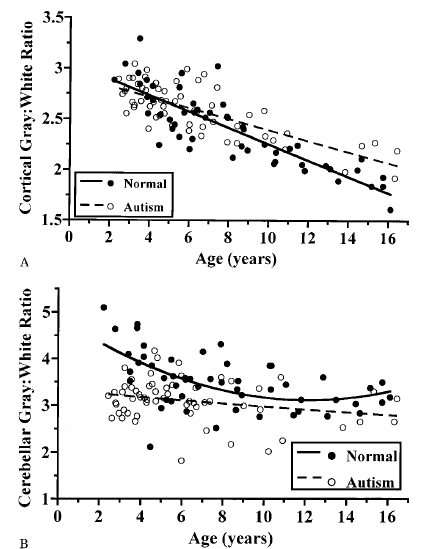 3.5
3
2.5
2
1.5
Cortical Gray:White Ratio
Normal
Autism
0 2 4 6 8 10 12 14 16
A
Age (years)
5
4
3
2
1
Cerebellar Gray:White Ratio
Normal
Autism
0 2 4 6 8 10 12 14 16
B
Age (years)